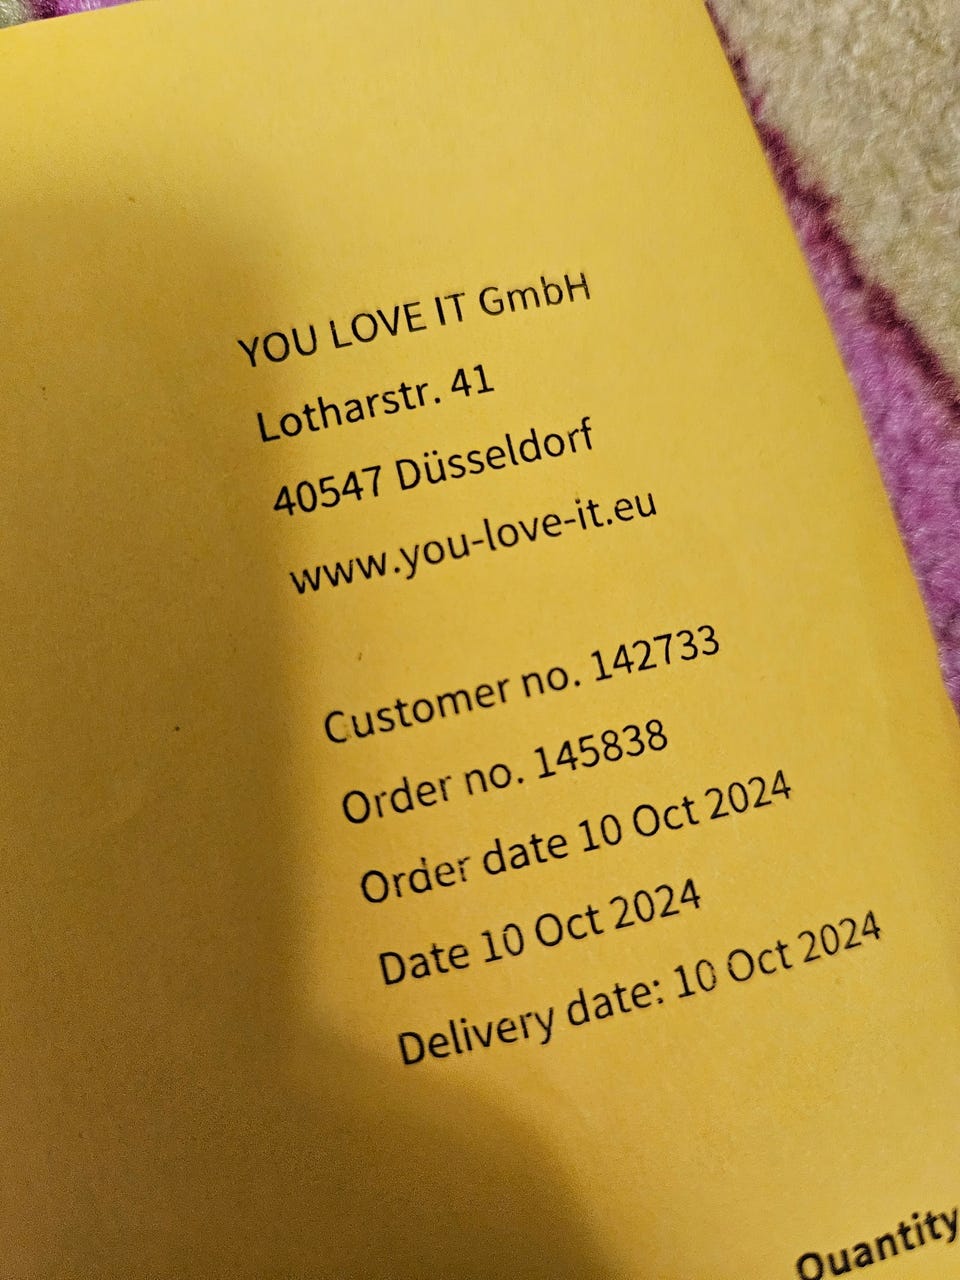 YOU LOVE IT GmbH
Lotharstr. 41
40547 Düsseldorf
www.you-love-it.eu
Customer no. 142733
Order no. 145838
Order date 10 Oct 2024
Date 10 Oct 2024
Delivery date: 10 Oct 2024
Quantity